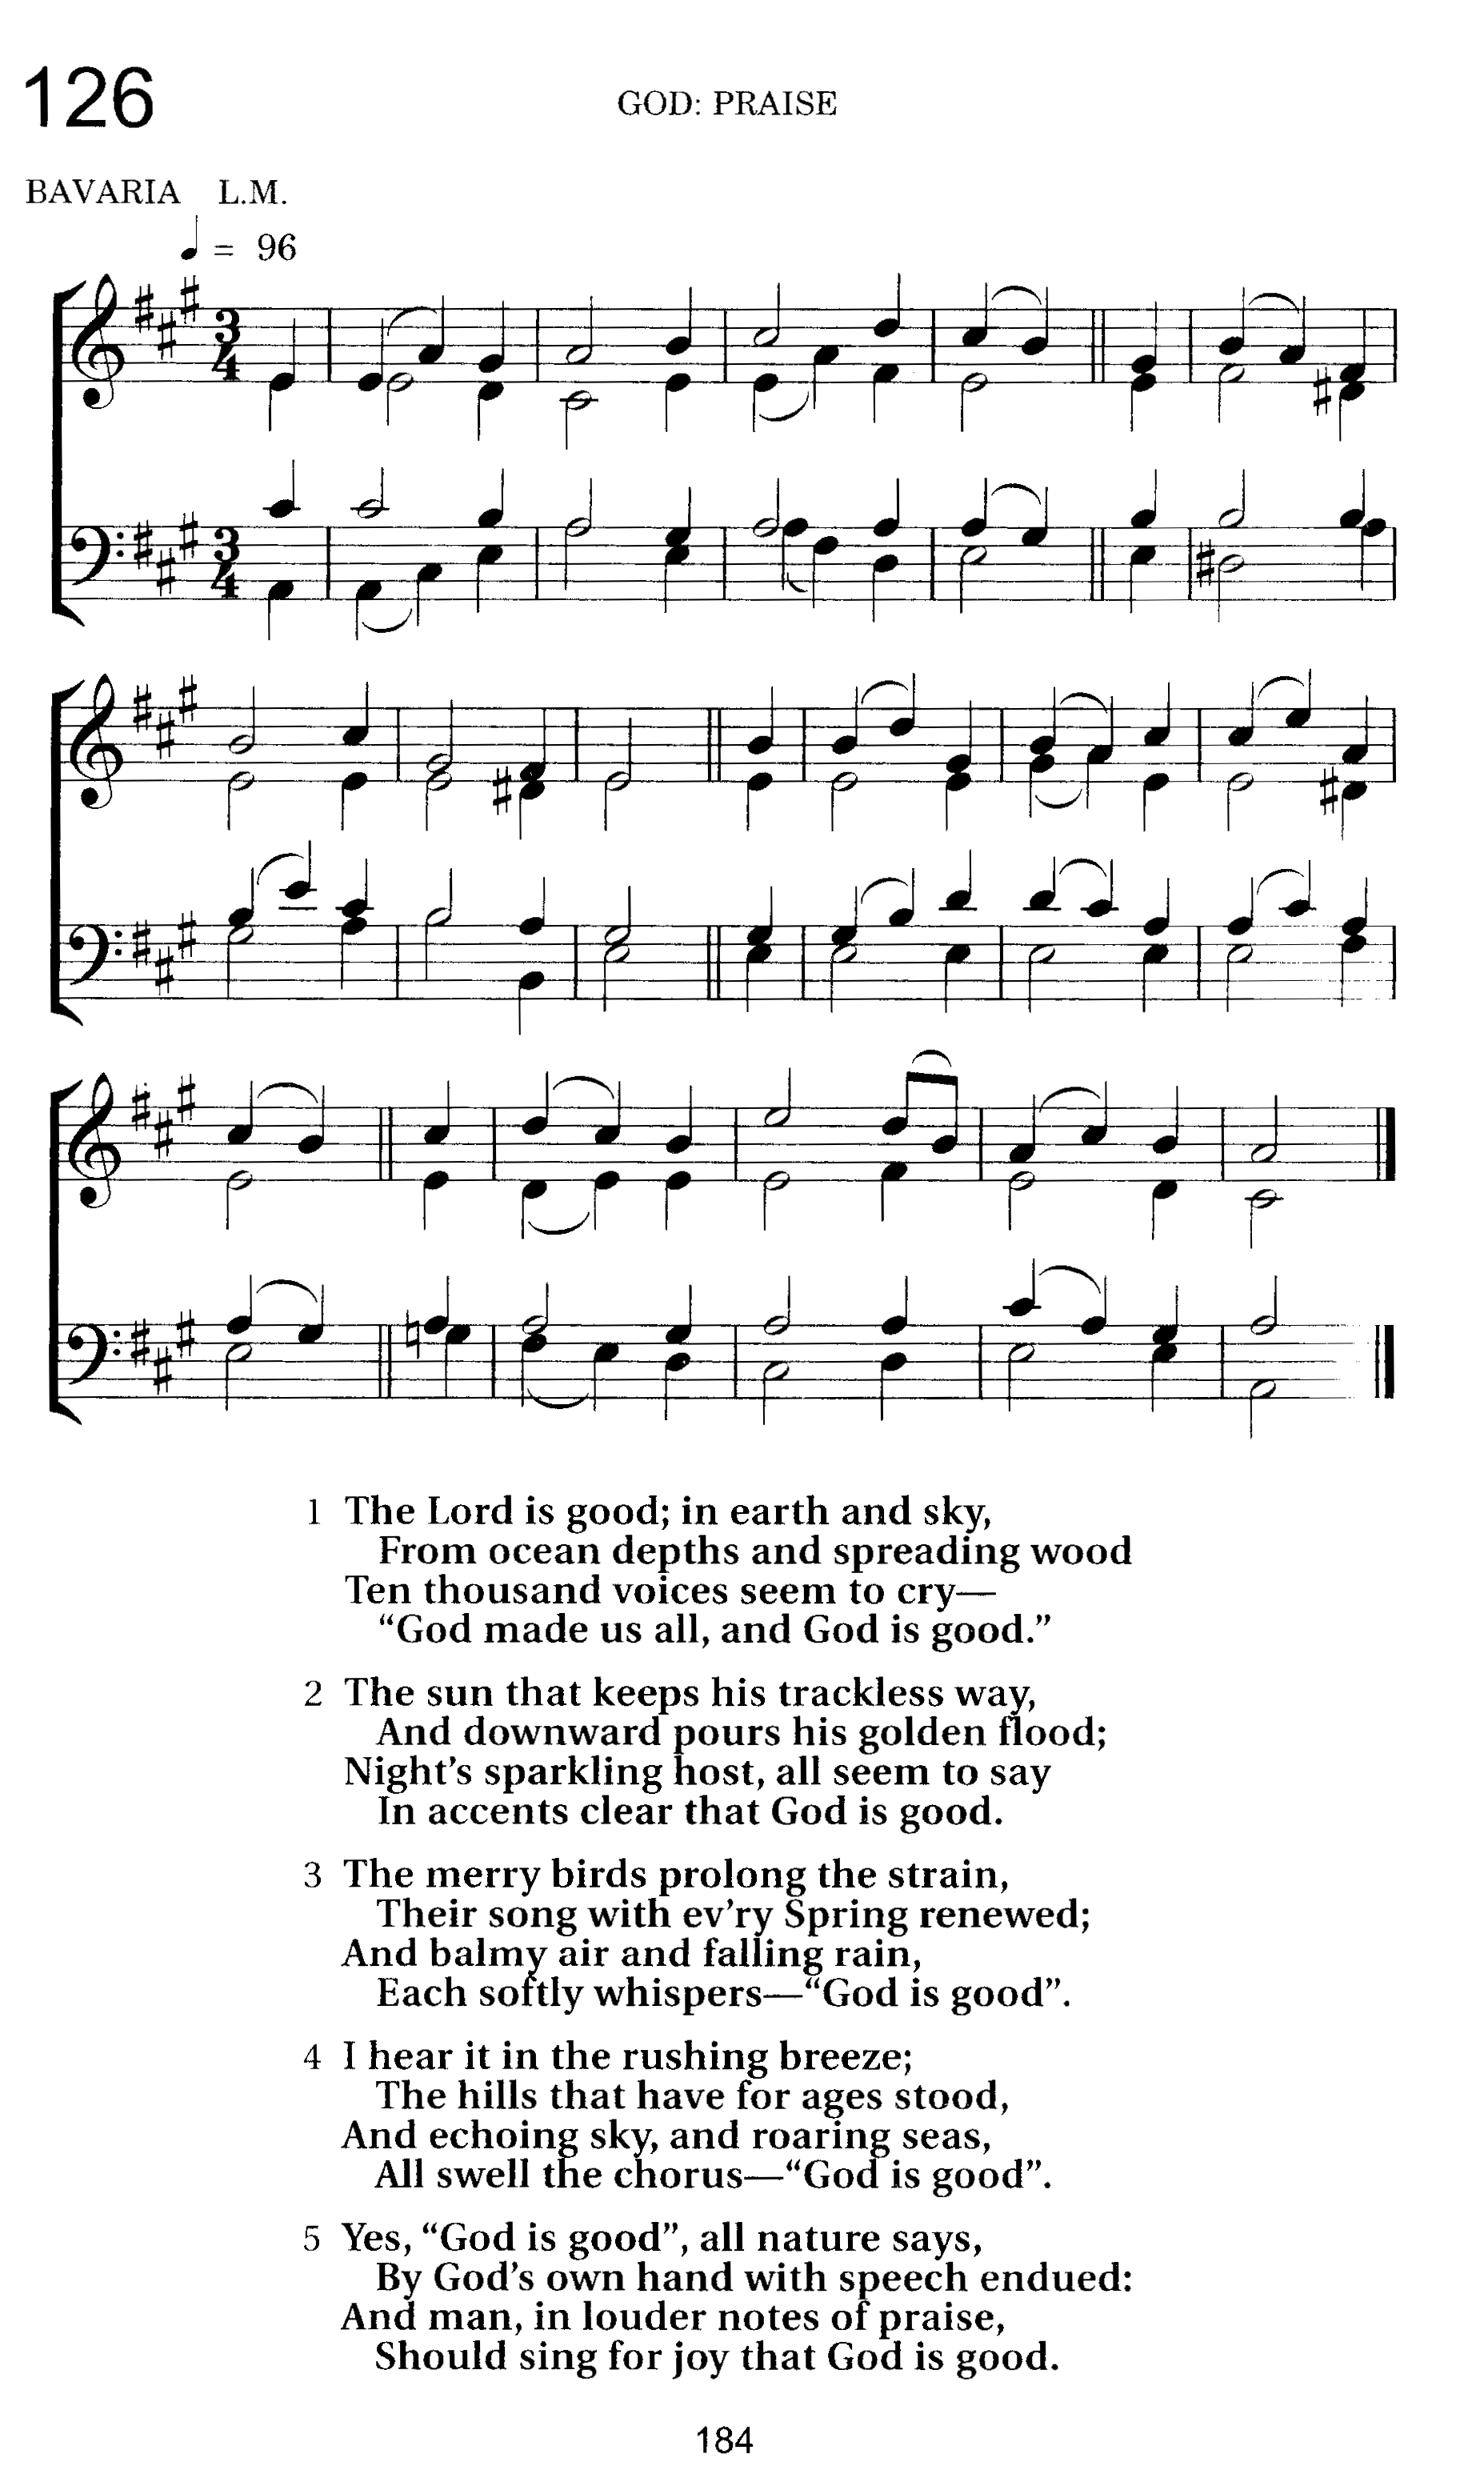 126
GOD: PRAISE
BAVARIA L.M.
♩ = 96
3 4
3 4
1 The Lord is good; in earth and sky,
From ocean depths and spreading wood
Ten thousand voices seem to cry—
“God made us all, and God is good.”
2 The sun that keeps his trackless way,
And downward pours his golden flood;
Night’s sparkling host, all seem to say
In accents clear that God is good.
3 The merry birds prolong the strain,
Their song with ev’ry Spring renewed;
And balmy air and falling rain,
Each softly whispers—“God is good”.
4 I hear it in the rushing breeze;
The hills that have for ages stood,
And echoing sky, and roaring seas,
All swell the chorus—“God is good”.
5 Yes, “God is good”, all nature says,
By God’s own hand with speech endued:
And man, in louder notes of praise,
Should sing for joy that God is good.
184